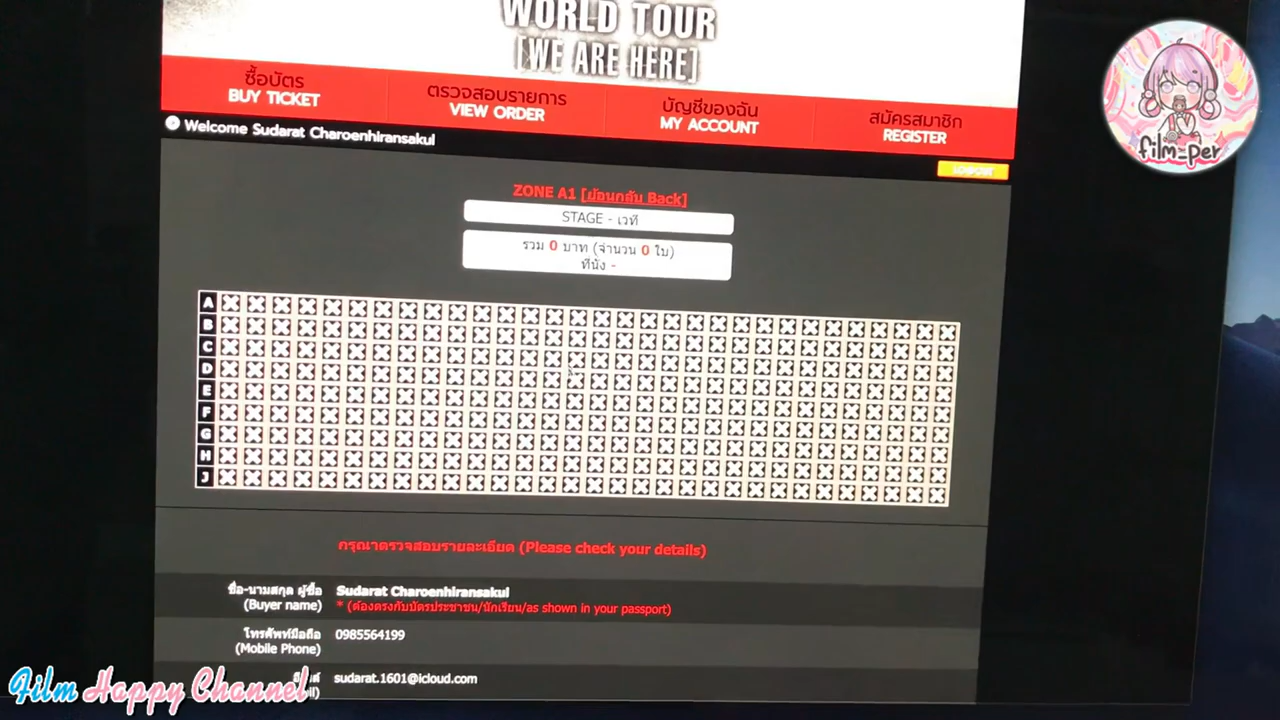 WORLD TOUR
[WE ARE HERE]
ซื้อบัตร
BUY TICKET
ตรวจสอบรายการ
VIEW ORDER
บัญชีของฉัน
MY ACCOUNT
สมัครสมาชิก
REGISTER
Welcome Sudarat Charoenhiransakul
LOGOUT
film_per
ZONE A1 [ย้อนกลับ Back]
STAGE - เวที
รวม 0 บาท (จำนวน 0 ใบ)
ที่นั่ง -
A
B
C
D
E
F
G
H
J
กรุณาตรวจสอบรายละเอียด (Please check your details)
ชื่อ-นามสกุล ผู้ซื้อ
(Buyer name)
Sudarat Charoenhiransakul
* (ต้องตรงกับบัตรประชาชน/นักเรียน/as shown in your passport)
โทรศัพท์มือถือ
(Mobile Phone)
0985564199
sudarat.1601@icloud.com
Film Happy Channel